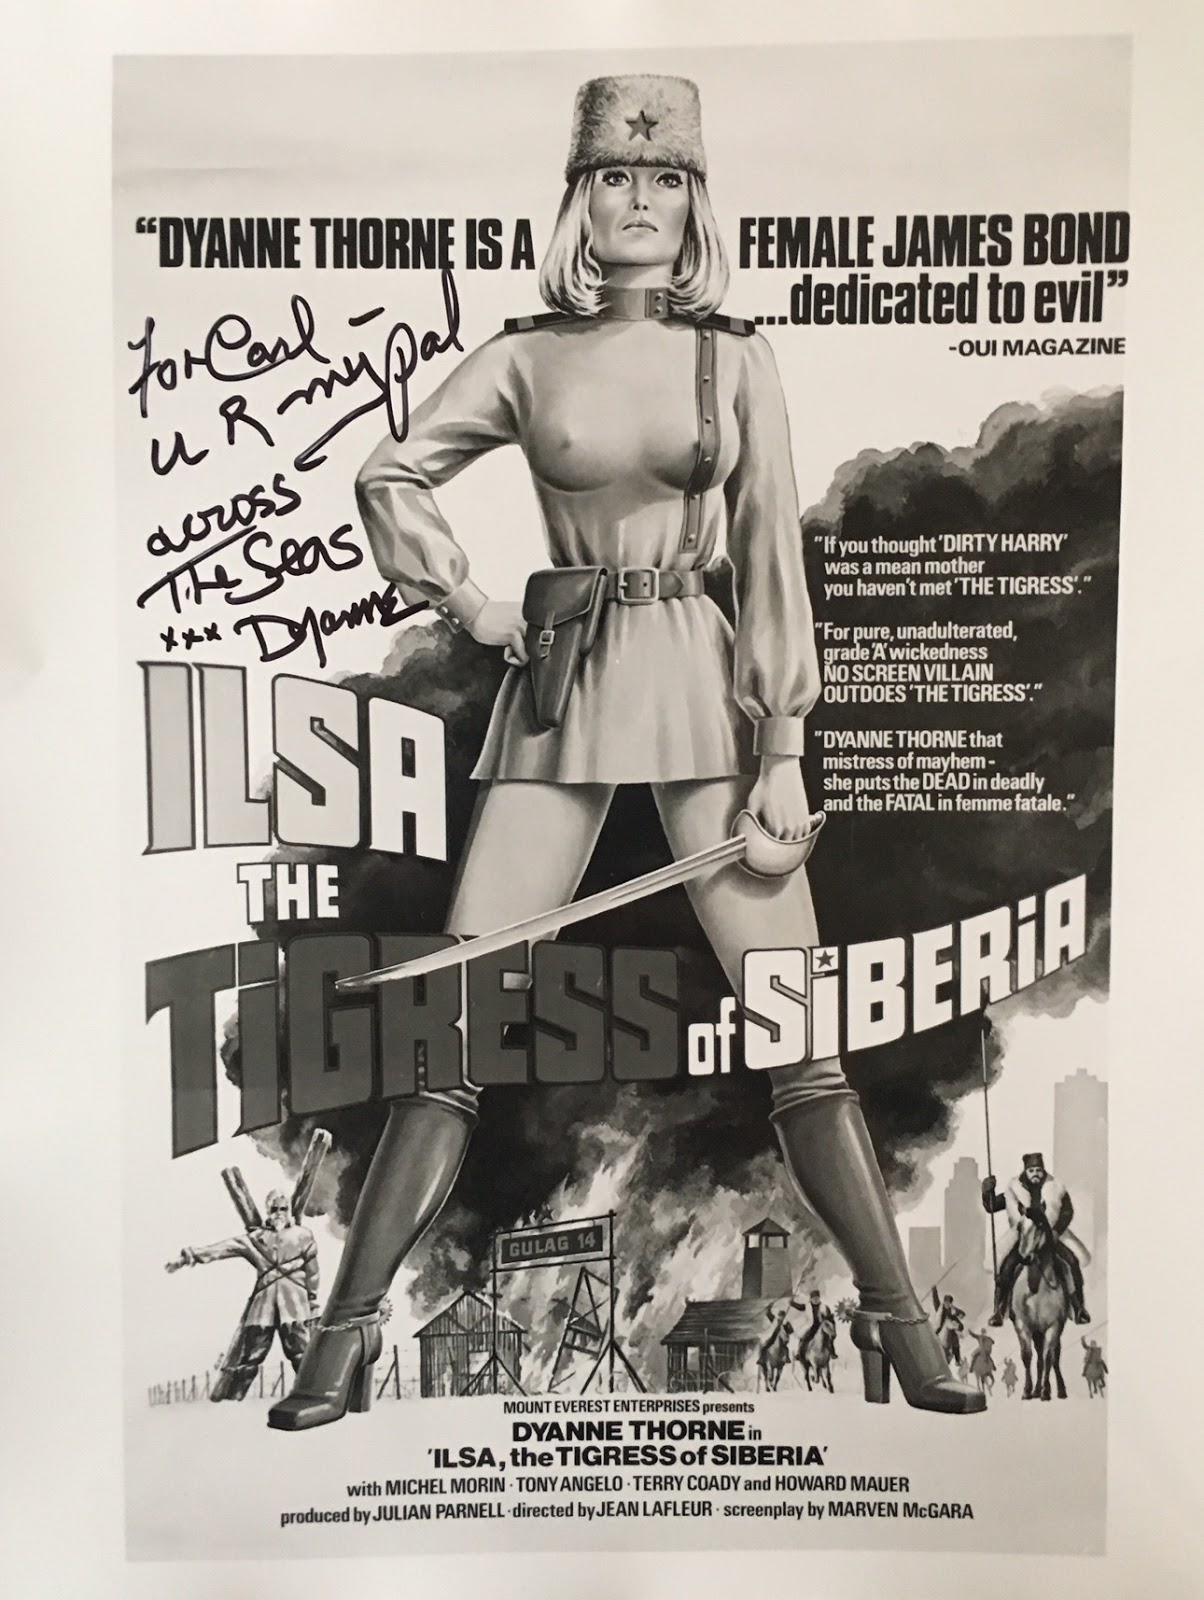 "DYANNE THORNE IS A FEMALE JAMES BOND
...dedicated to evil"
-OUI MAGAZINE
For Carl
U R my pal
across
The Seas
xxx Dyanne
"If you thought 'DIRTY HARRY'
was a mean mother
you haven't met 'THE TIGRESS'."
"For pure, unadulterated,
grade 'A' wickedness
NO SCREEN VILLAIN
OUTDOES 'THE TIGRESS'."
"DYANNE THORNE that
mistress of mayhem-
she puts the DEAD in deadly
and the FATAL in femme fatale."
ILSA
THE
TiGRESS of SiBERiA
GULAG 14
MOUNT EVEREST ENTERPRISES presents
DYANNE THORNE in
'ILSA, the TIGRESS of SIBERIA'
with MICHEL MORIN · TONY ANGELO · TERRY COADY and HOWARD MAUER
produced by JULIAN PARNELL · directed by JEAN LAFLEUR · screenplay by MARVEN McGARA